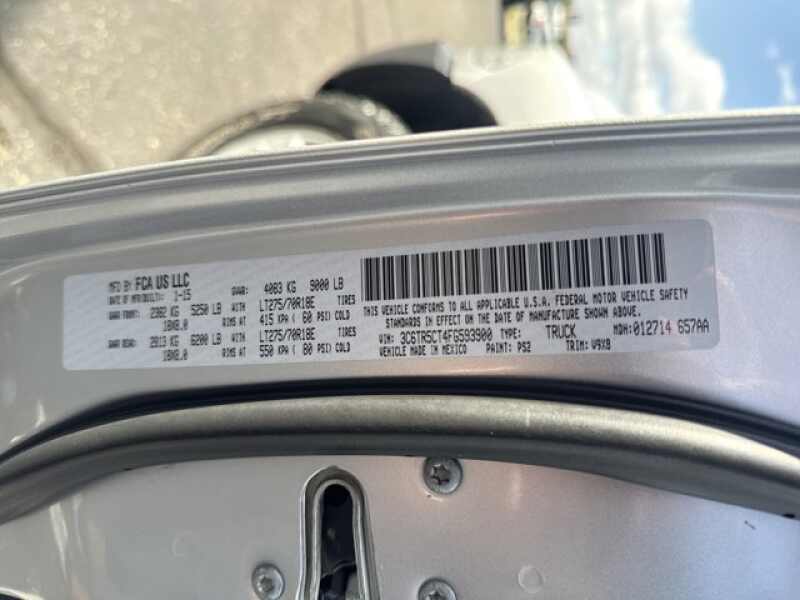 MFD BY FCA US LLC
DATE OF MFR(BUILT): 1-15
GVWR: 4083 KG 9000 LB
GAWR FRONT: 2382 KG 5250 LB WITH LT275/70R18E TIRES
18X8.0 RIMS AT 415 KPA ( 60 PSI) COLD
GAWR REAR: 2813 KG 6200 LB WITH LT275/70R18E TIRES
18X8.0 RIMS AT 550 KPA ( 80 PSI) COLD
THIS VEHICLE CONFORMS TO ALL APPLICABLE U.S.A. FEDERAL MOTOR VEHICLE SAFETY
STANDARDS IN EFFECT ON THE DATE OF MANUFACTURE SHOWN ABOVE.
VIN: 3C6TR5CT4FG593900 TYPE: TRUCK MDH: 012714 657AA
VEHICLE MADE IN MEXICO PAINT: PS2 TRIM: V9X8